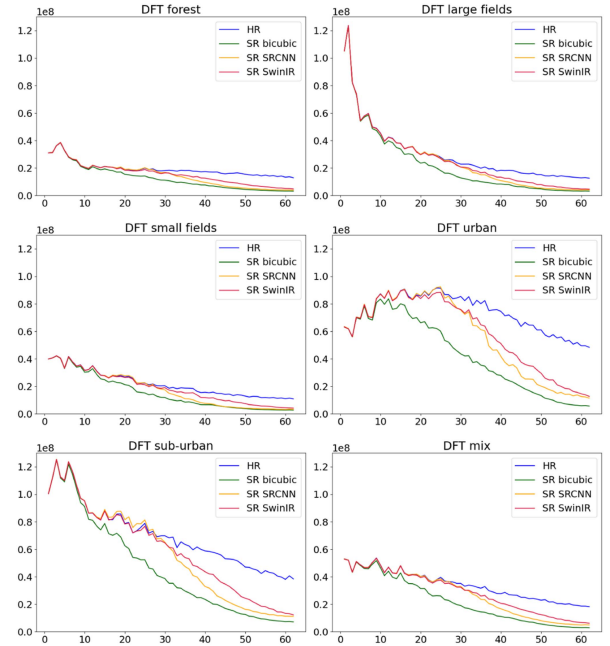 DFT forest
1e8
1.2
1.0
0.8
0.6
0.4
0.2
0.0
0 10 20 30 40 50 60
HR
SR bicubic
SR SRCNN
SR SwinIR
DFT large fields
1e8
1.2
1.0
0.8
0.6
0.4
0.2
0.0
0 10 20 30 40 50 60
HR
SR bicubic
SR SRCNN
SR SwinIR
DFT small fields
1e8
1.2
1.0
0.8
0.6
0.4
0.2
0.0
0 10 20 30 40 50 60
HR
SR bicubic
SR SRCNN
SR SwinIR
DFT urban
1e8
1.2
1.0
0.8
0.6
0.4
0.2
0.0
0 10 20 30 40 50 60
HR
SR bicubic
SR SRCNN
SR SwinIR
DFT sub-urban
1e8
1.2
1.0
0.8
0.6
0.4
0.2
0.0
0 10 20 30 40 50 60
HR
SR bicubic
SR SRCNN
SR SwinIR
DFT mix
1e8
1.2
1.0
0.8
0.6
0.4
0.2
0.0
0 10 20 30 40 50 60
HR
SR bicubic
SR SRCNN
SR SwinIR